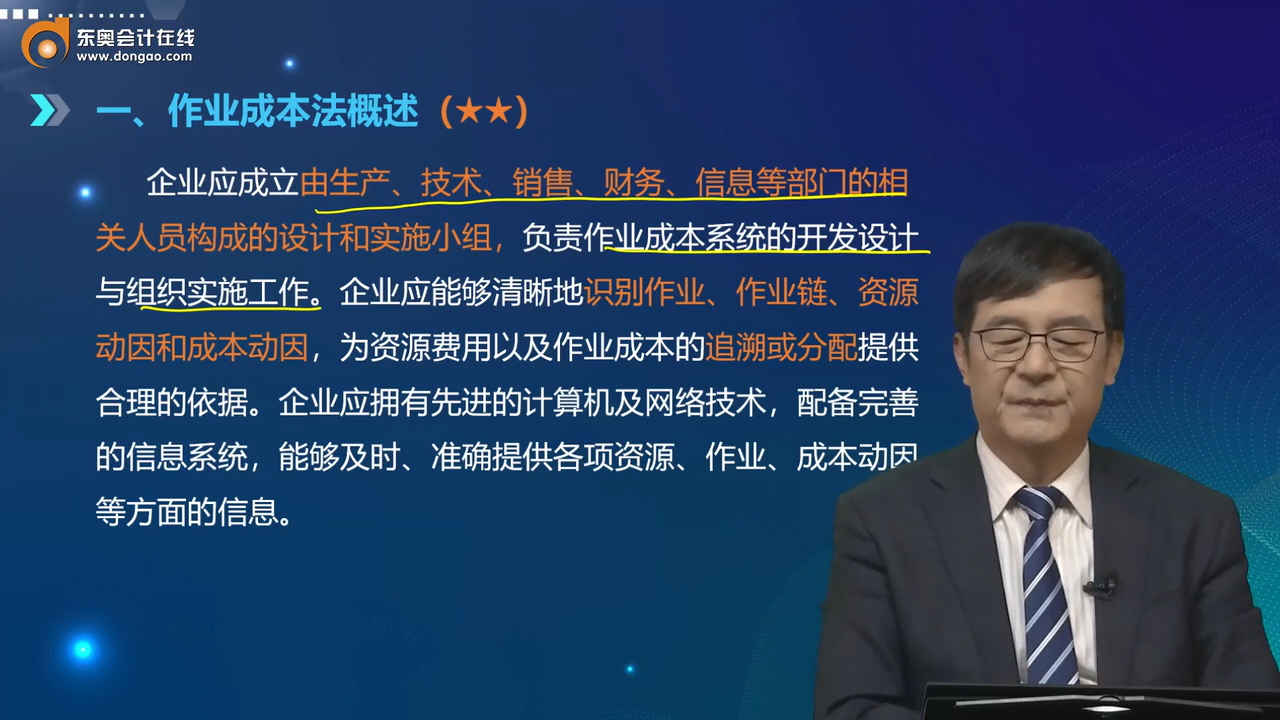 东奥会计在线
www.dongao.com
一、作业成本法概述（★★）
企业应成立由生产、技术、销售、财务、信息等部门的相
关人员构成的设计和实施小组，负责作业成本系统的开发设计
与组织实施工作。企业应能够清晰地识别作业、作业链、资源
动因和成本动因，为资源费用以及作业成本的追溯或分配提供
合理的依据。企业应拥有先进的计算机及网络技术，配备完善
的信息系统，能够及时、准确提供各项资源、作业、成本动因
等方面的信息。